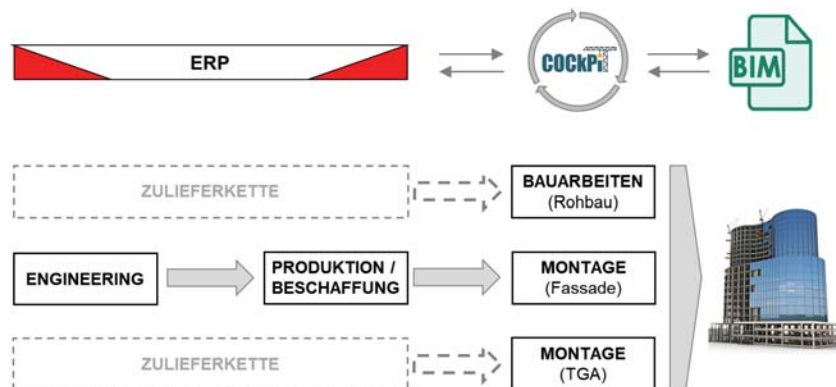 ERP
COCkPiT
BIM
ZULIEFERKETTE
BAUARBEITEN
(Rohbau)
ENGINEERING
PRODUKTION /
BESCHAFFUNG
MONTAGE
(Fassade)
ZULIEFERKETTE
MONTAGE
(TGA)